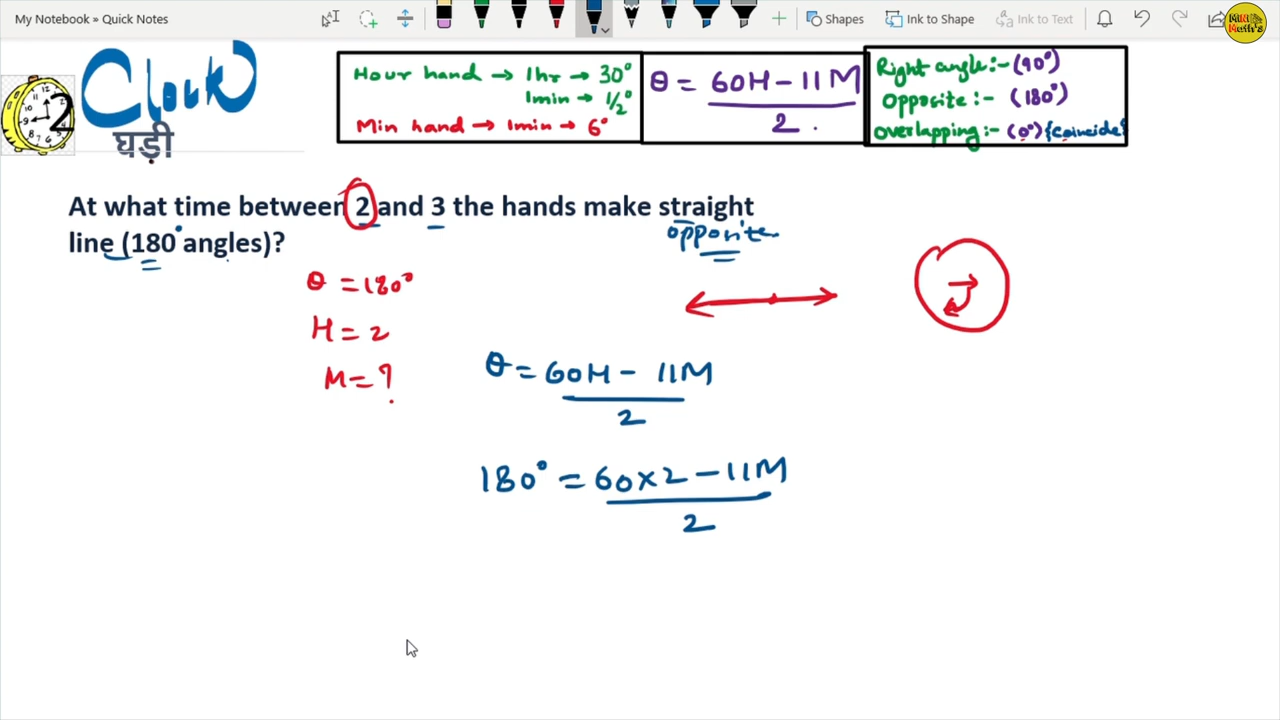 My Notebook » Quick Notes
Shapes
Ink to Shape
Ink to Text
Mini Math's
Clock
घड़ी
Hour hand → 1hr → 30°
1min → 1/2°
Min hand → 1min → 6°
θ = 60H - 11M
2
Right angle:- (90°)
Opposite:- (180°)
Overlapping:- (0°) {Coincide}
At what time between 2 and 3 the hands make straight
line (180° angles)?
opposite
θ = 180°
H = 2
M = ?
θ = 60H - 11M
2
180° = 60×2 - 11M
2